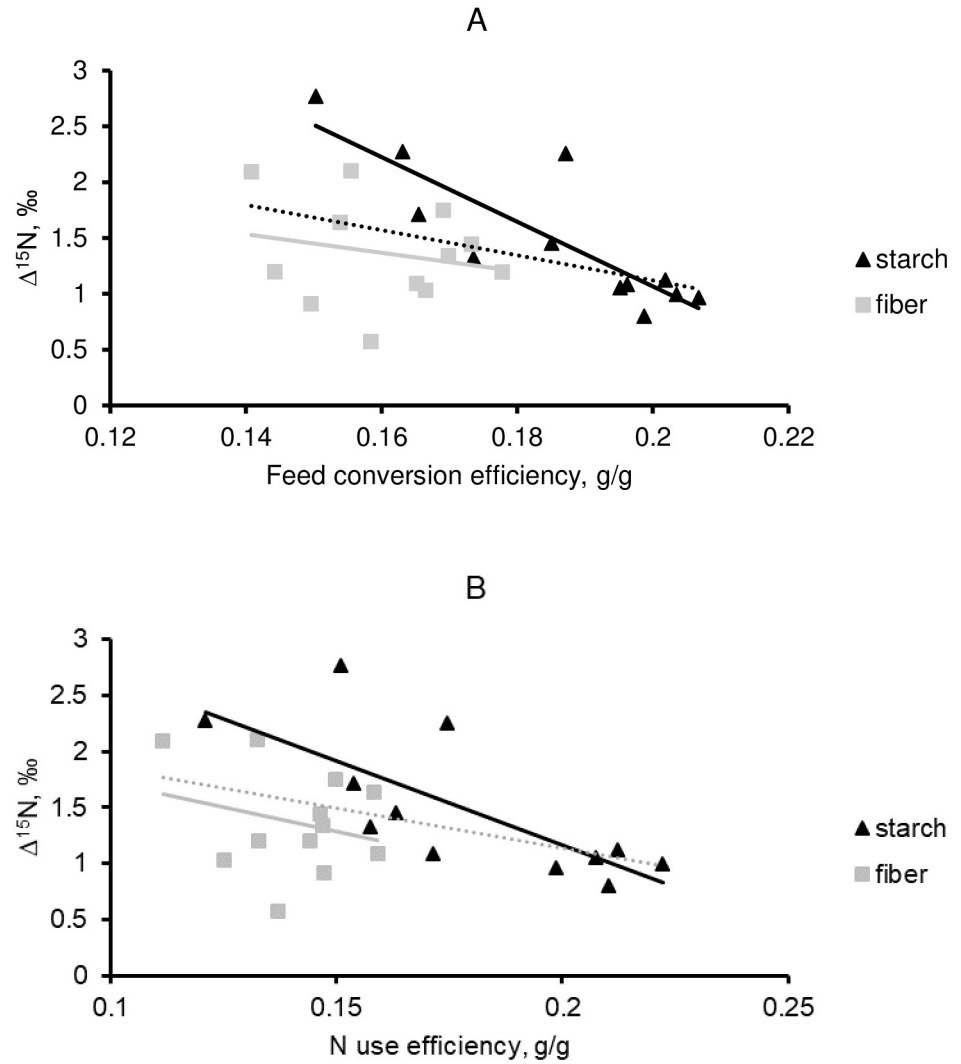 A
3
2.5
2
1.5
1
0.5
0
Δ¹⁵N, ‰
0.12 0.14 0.16 0.18 0.2 0.22
Feed conversion efficiency, g/g
starch
fiber
B
3
2.5
2
1.5
1
0.5
0
Δ¹⁵N, ‰
0.1 0.15 0.2 0.25
N use efficiency, g/g
starch
fiber